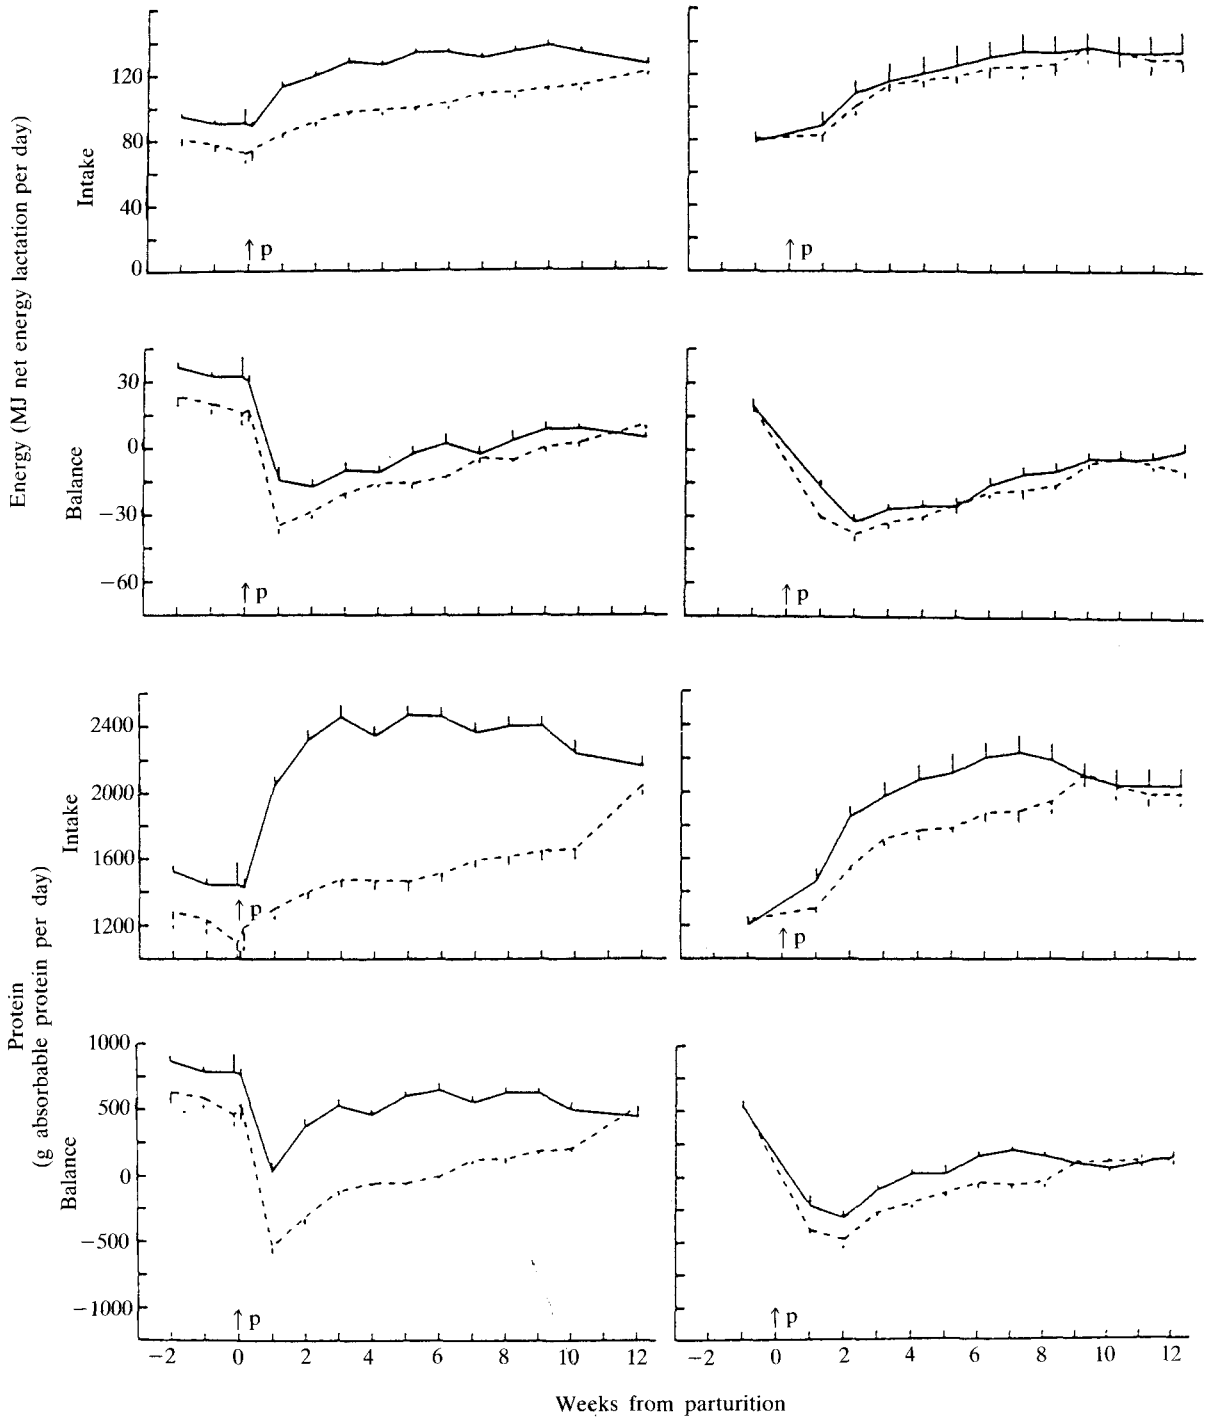 Energy (MJ net energy lactation per day)
Intake
120
80
40
0
↑ p
↑ p
Balance
30
0
−30
−60
↑ p
↑ p
Protein
(g absorbable protein per day)
Intake
2400
2000
1600
1200
↑ p
↑ p
Balance
1000
500
0
−500
−1000
↑ p
↑ p
−2 0 2 4 6 8 10 12
−2 0 2 4 6 8 10 12
Weeks from parturition